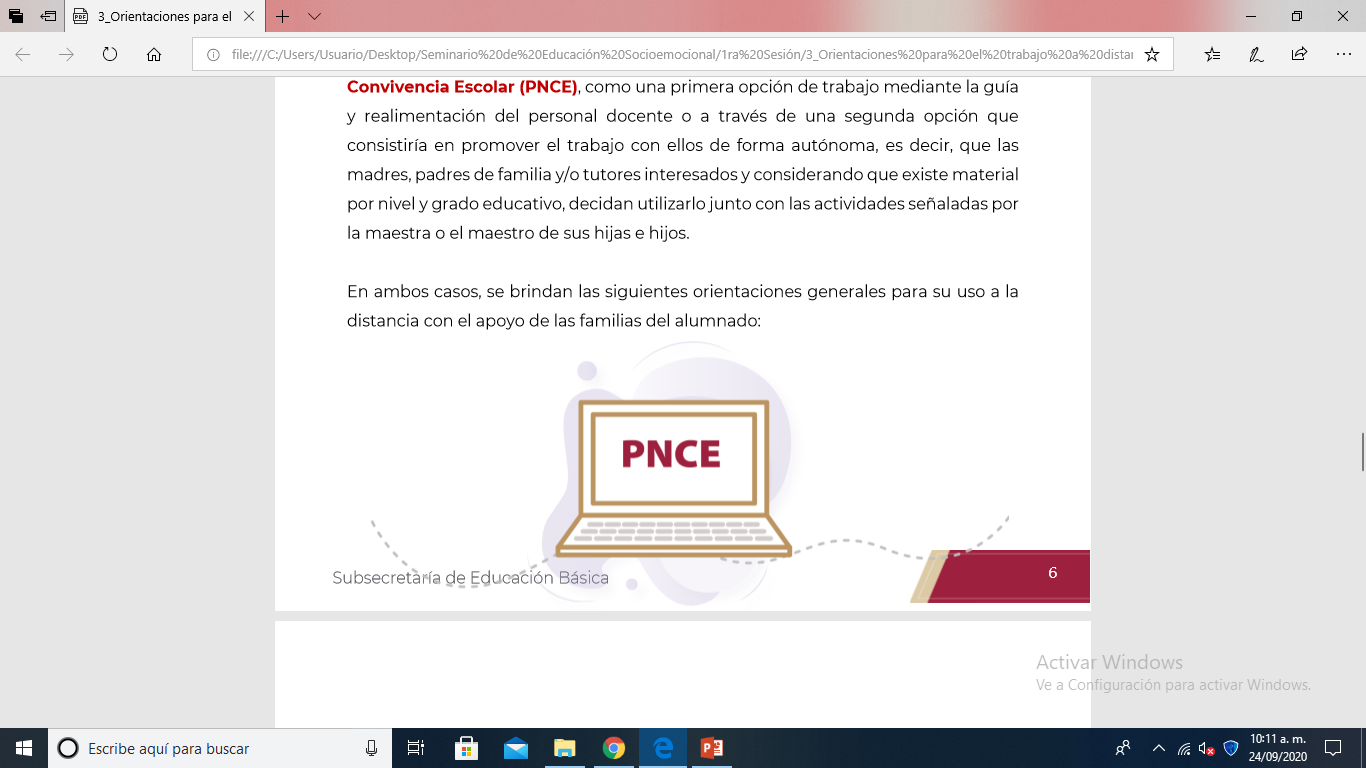 3_Orientaciones para el
file:///C:/Users/Usuario/Desktop/Seminario%20de%20Educación%20Socioemocional/1ra%20Sesión/3_Orientaciones%20para%20el%20trabajo%20a%20distar
Convivencia Escolar (PNCE), como una primera opción de trabajo mediante la guía
y realimentación del personal docente o a través de una segunda opción que
consistiría en promover el trabajo con ellos de forma autónoma, es decir, que las
madres, padres de familia y/o tutores interesados y considerando que existe material
por nivel y grado educativo, decidan utilizarlo junto con las actividades señaladas por
la maestra o el maestro de sus hijas e hijos.
En ambos casos, se brindan las siguientes orientaciones generales para su uso a la
distancia con el apoyo de las familias del alumnado:
PNCE
Subsecretaría de Educación Básica
6
Activar Windows
Ve a Configuración para activar Windows.
Escribe aquí para buscar
10:11 a. m.
24/09/2020